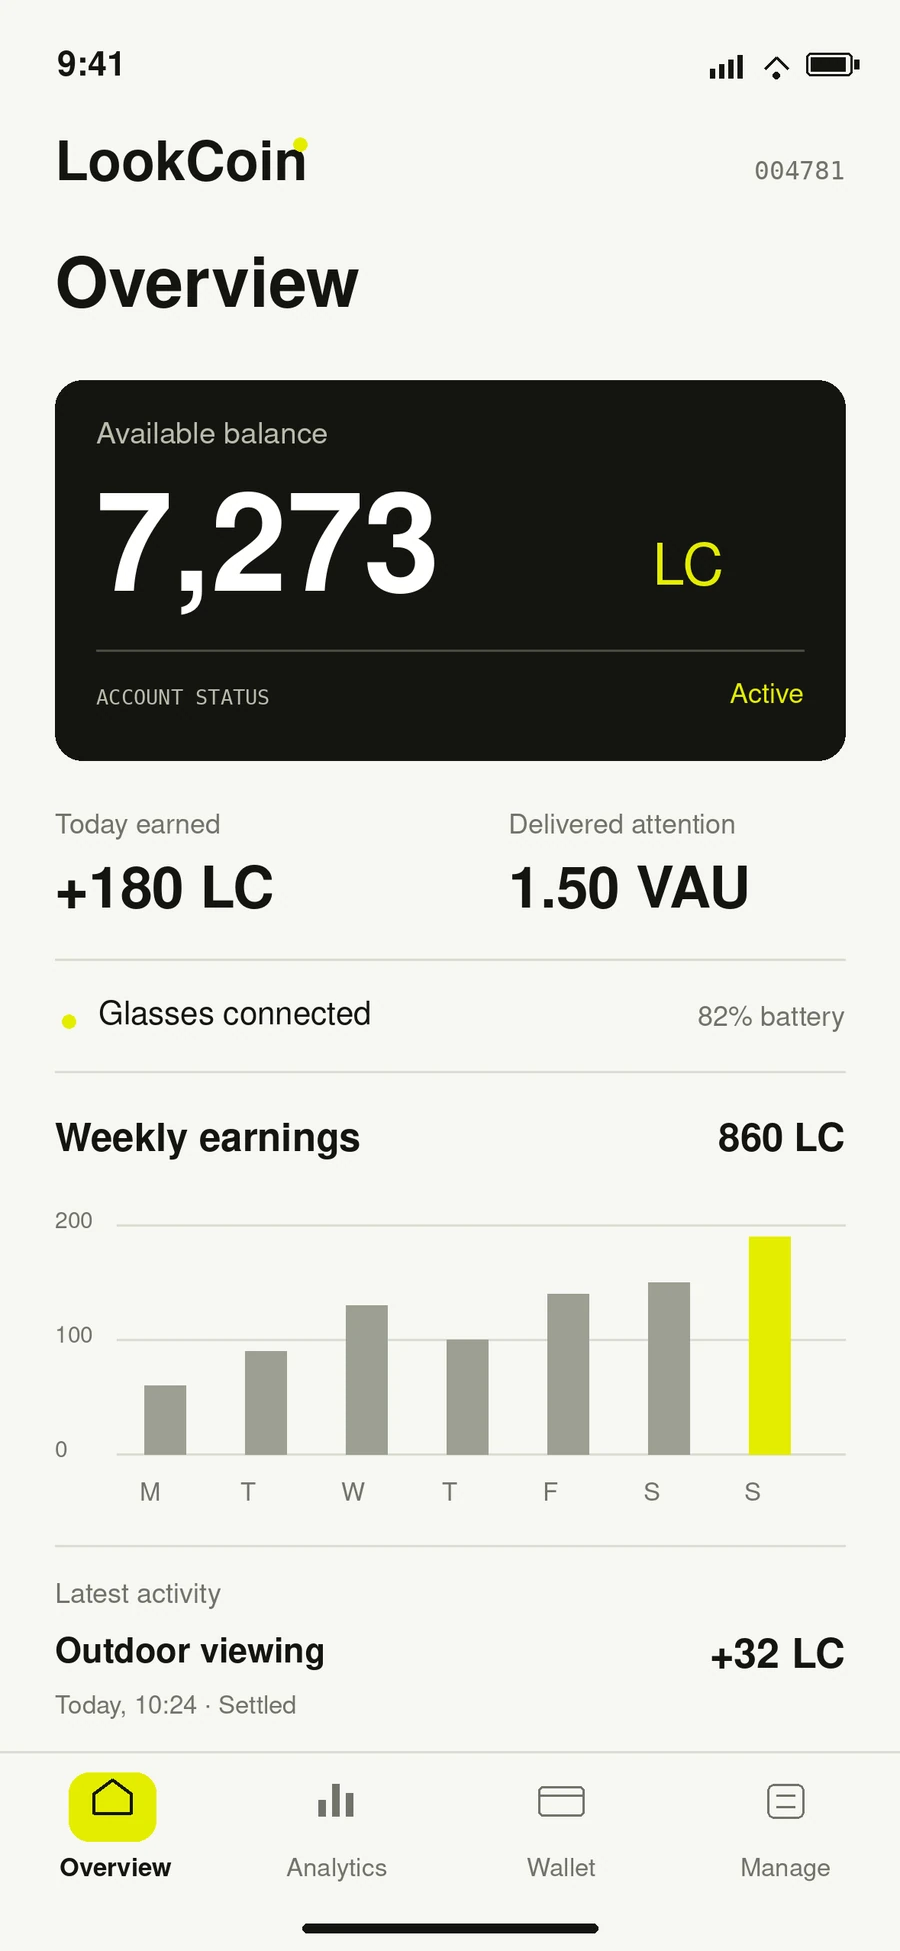 9:41
LookCoin
004781
Overview
Available balance
7,273 LC
ACCOUNT STATUS Active
Today earned Delivered attention
+180 LC 1.50 VAU
Glasses connected 82% battery
Weekly earnings 860 LC
200
100
0
M T W T F S S
Latest activity
Outdoor viewing +32 LC
Today, 10:24 · Settled
Overview Analytics Wallet Manage